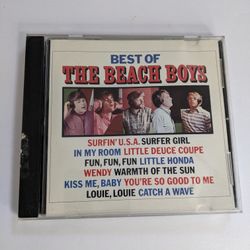 BEST OF
THE BEACH BOYS
SURFIN' U.S.A. SURFER GIRL
IN MY ROOM LITTLE DEUCE COUPE
FUN, FUN, FUN LITTLE HONDA
WENDY WARMTH OF THE SUN
KISS ME, BABY YOU'RE SO GOOD TO ME
LOUIE, LOUIE CATCH A WAVE